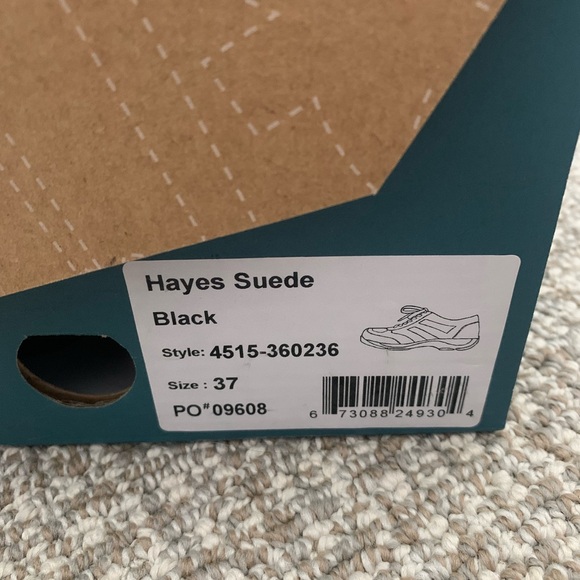 Hayes Suede
Black
Style: 4515-360236
Size : 37
PO#09608
6 73088 24930 4